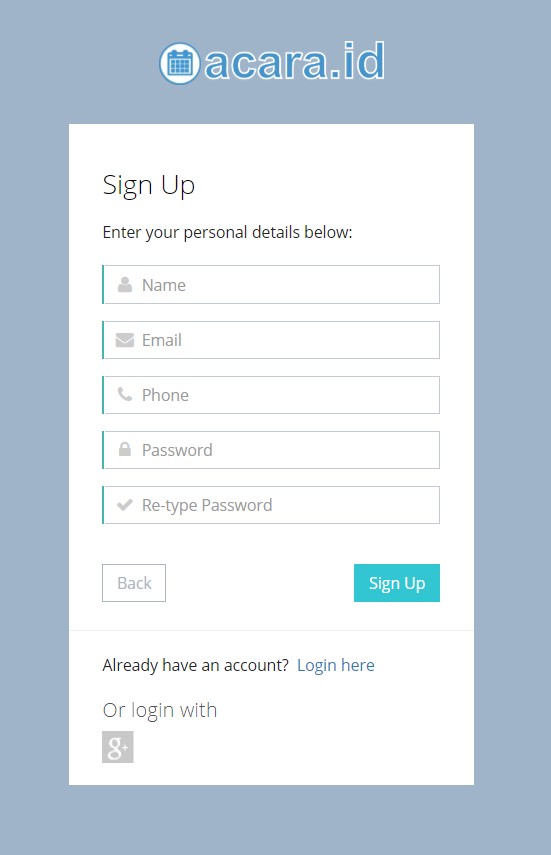 acara.id
Sign Up
Enter your personal details below:
Name
Email
Phone
Password
Re-type Password
Back Sign Up
Already have an account? Login here
Or login with
g+